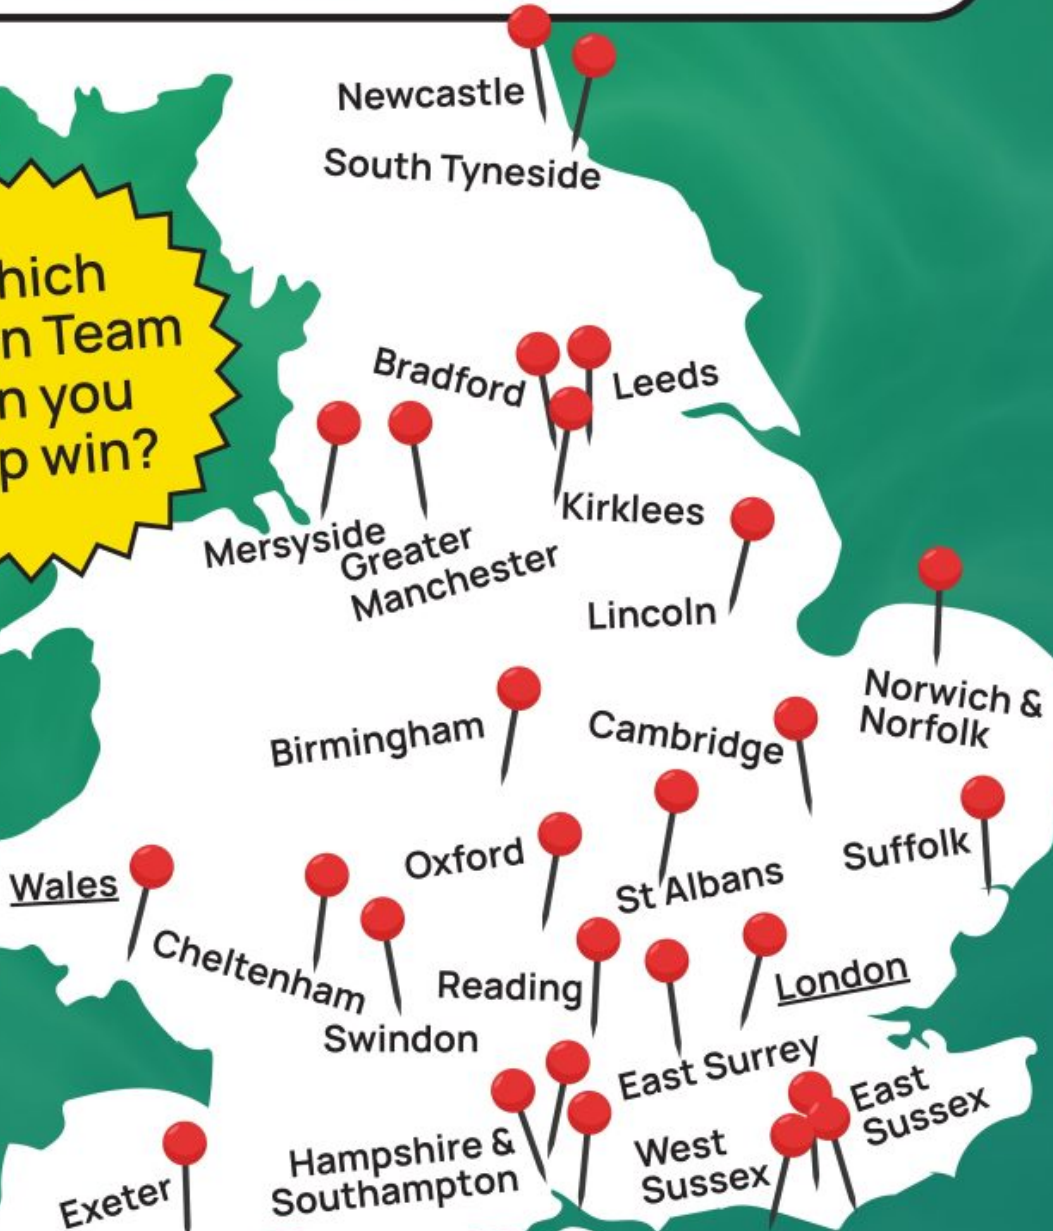 Newcastle
South Tyneside
hich
n Team
n you
p win?
Bradford
Leeds
Kirklees
Mersyside
Greater
Manchester
Lincoln
Norwich &
Norfolk
Birmingham
Cambridge
Oxford
St Albans
Suffolk
Wales
Cheltenham
Swindon
Reading
London
East Surrey
East
Sussex
West
Sussex
Hampshire &
Southampton
Exeter